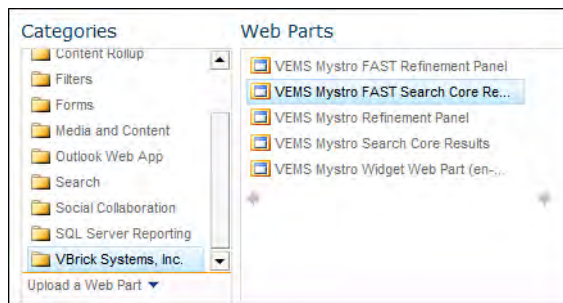 Categories
Content Rollup
Filters
Forms
Media and Content
Outlook Web App
Search
Social Collaboration
SQL Server Reporting
VBrick Systems, Inc.
Upload a Web Part
Web Parts
VEMS Mystro FAST Refinement Panel
VEMS Mystro FAST Search Core Re...
VEMS Mystro Refinement Panel
VEMS Mystro Search Core Results
VEMS Mystro Widget Web Part (en-...